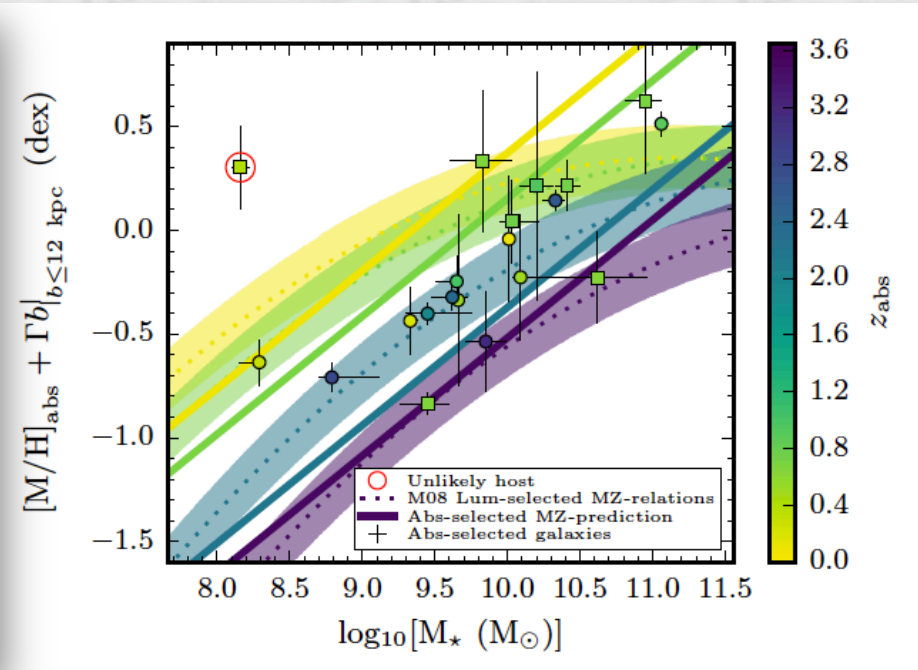 [M/H]abs + Γb|b≤12 kpc (dex)
0.5
0.0
−0.5
−1.0
−1.5
Unlikely host
M08 Lum-selected MZ-relations
Abs-selected MZ-prediction
Abs-selected galaxies
8.0 8.5 9.0 9.5 10.0 10.5 11.0 11.5
log10[M⋆ (M⊙)]
3.6
3.2
2.8
2.4
2.0
1.6
1.2
0.8
0.4
0.0
zabs